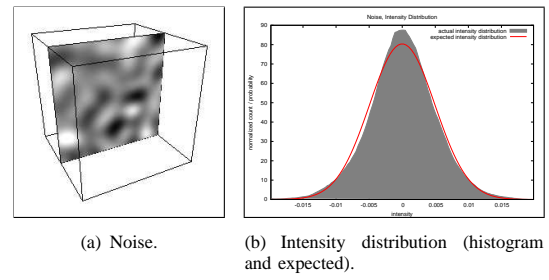 Noise, Intensity Distribution
actual intensity distribution
expected intensity distribution
normalized count / probability
90
80
70
60
50
40
30
20
10
0
-0.015 -0.01 -0.005 0 0.005 0.01 0.015
intensity
(a) Noise.
(b) Intensity distribution (histogram
and expected).